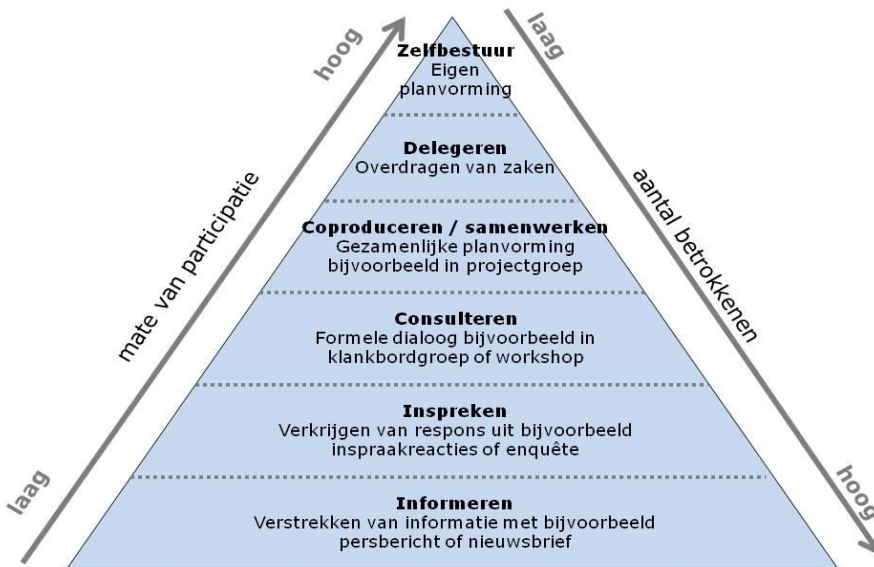 hoog
laag
Zelfbestuur
Eigen
planvorming
Delegeren
Overdragen van zaken
mate van participatie
aantal betrokkenen
Coproduceren / samenwerken
Gezamenlijke planvorming
bijvoorbeeld in projectgroep
Consulteren
Formele dialoog bijvoorbeeld in
klankbordgroep of workshop
Inspreken
Verkrijgen van respons uit bijvoorbeeld
inspraakreacties of enquête
laag
hoog
Informeren
Verstrekken van informatie met bijvoorbeeld
persbericht of nieuwsbrief